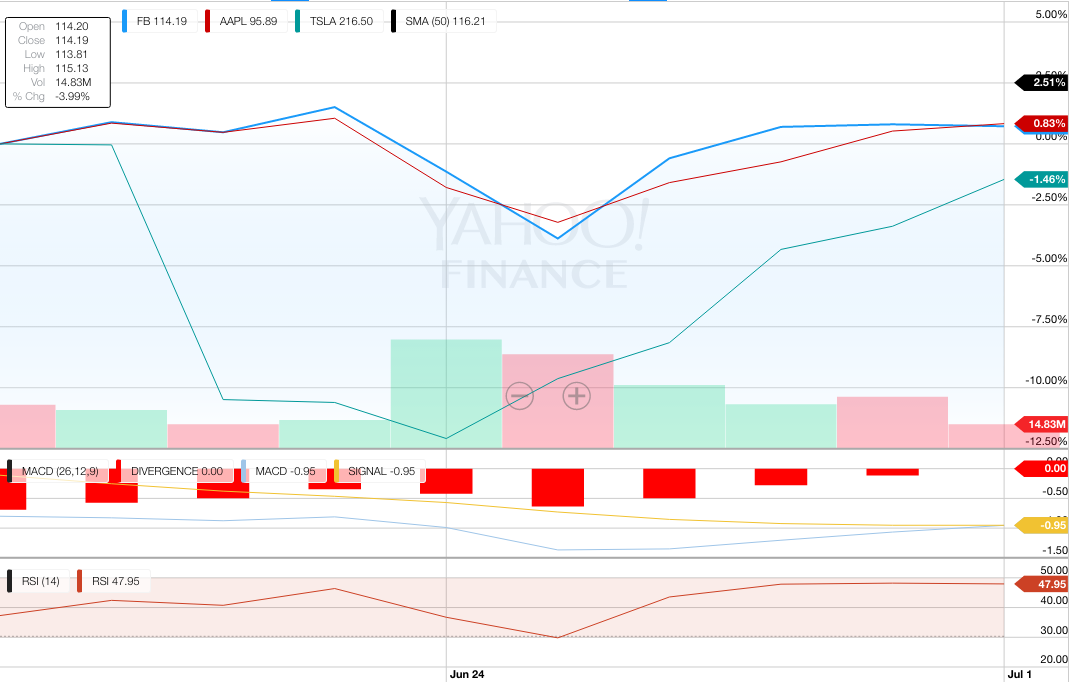 FB 114.19 AAPL 95.89 TSLA 216.50 SMA (50) 116.21
Open 114.20
Close 114.19
Low 113.81
High 115.13
Vol 14.83M
% Chg -3.99%
5.00%
2.50%
2.51%
0.83%
0.00%
-1.46%
-2.50%
YAHOO!
FINANCE
-5.00%
-7.50%
-10.00%
14.83M
-12.50%
MACD (26,12,9) DIVERGENCE 0.00 MACD -0.95 SIGNAL -0.95
0.00
-0.50
-0.95
-1.50
RSI (14) RSI 47.95
50.00
47.95
40.00
30.00
20.00
Jun 24 Jul 1